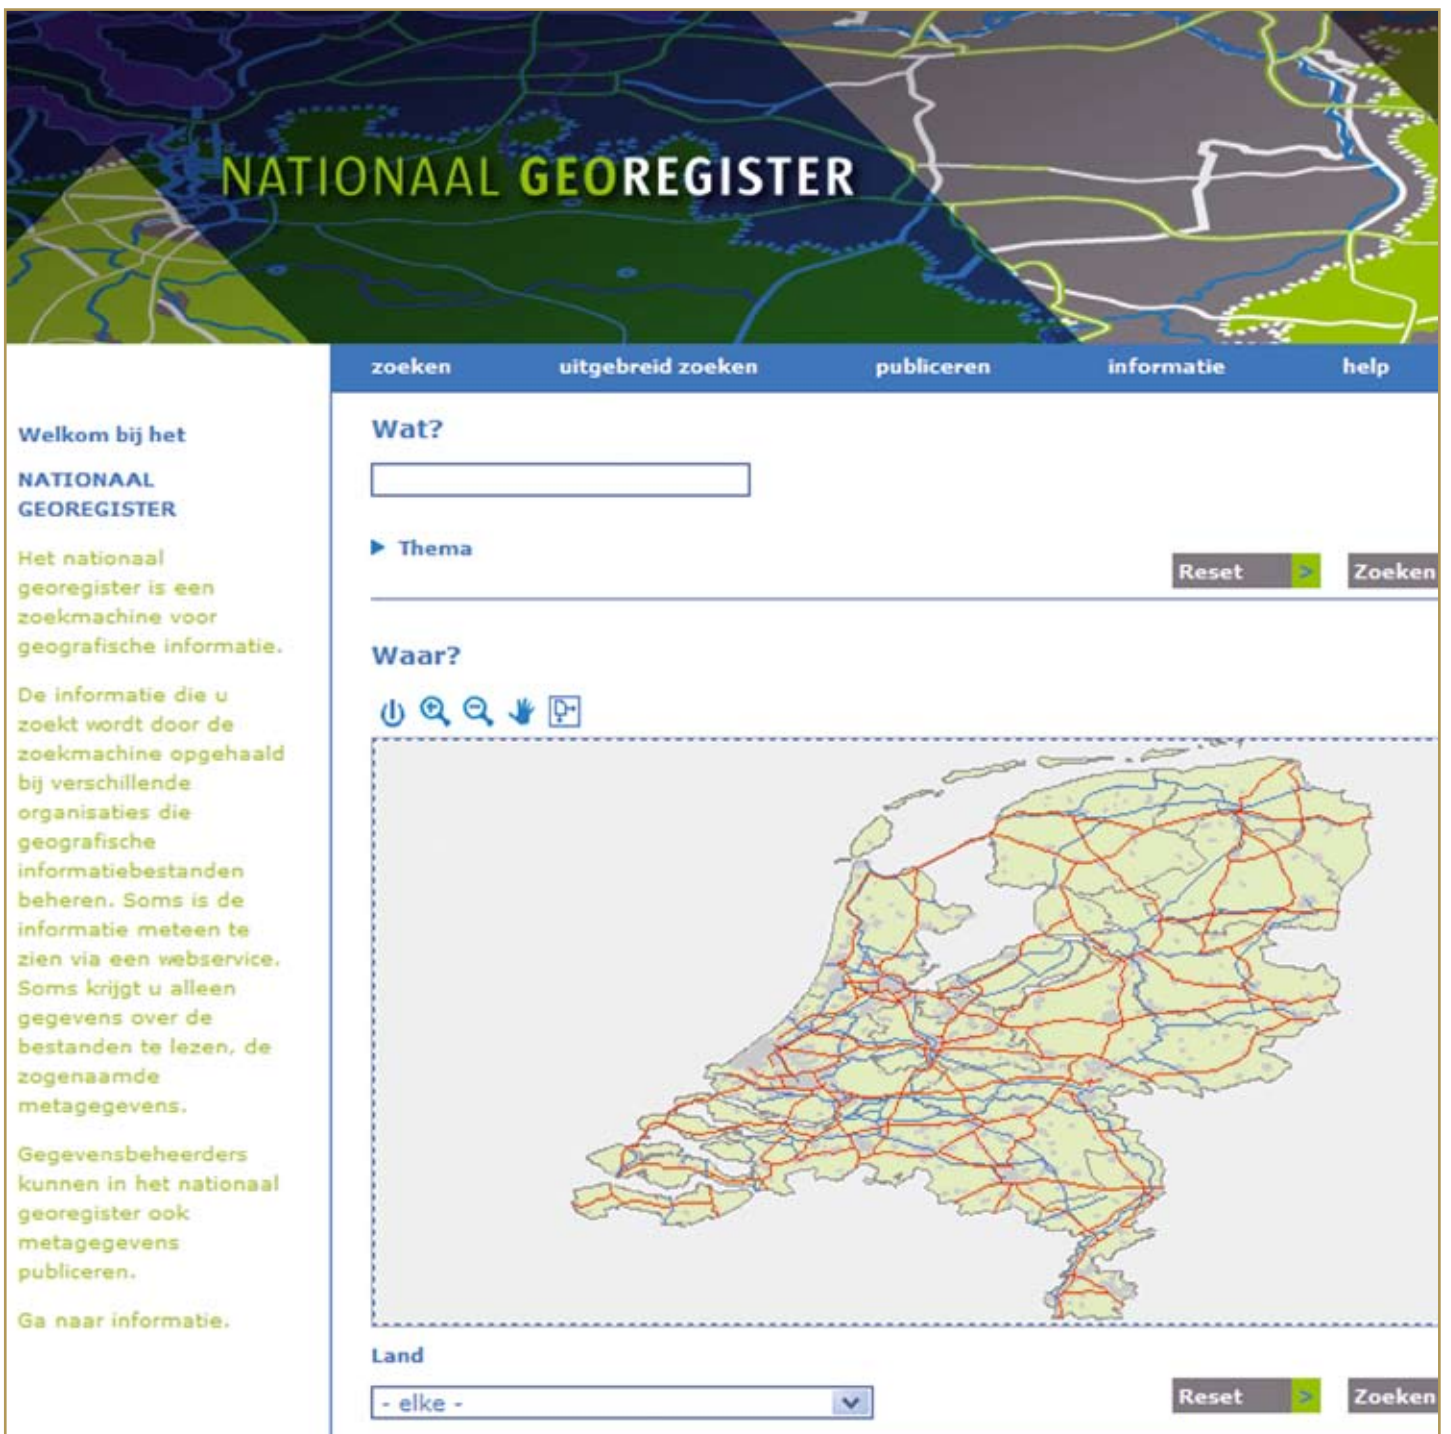 NATIONAAL GEOREGISTER
zoeken uitgebreid zoeken publiceren informatie help
Welkom bij het
NATIONAAL
GEOREGISTER
Het nationaal
georegister is een
zoekmachine voor
geografische informatie.
De informatie die u
zoekt wordt door de
zoekmachine opgehaald
bij verschillende
organisaties die
geografische
informatiebestanden
beheren. Soms is de
informatie meteen te
zien via een webservice.
Soms krijgt u alleen
gegevens over de
bestanden te lezen, de
zogenaamde
metagegevens.
Gegevensbeheerders
kunnen in het nationaal
georegister ook
metagegevens
publiceren.
Ga naar informatie.
Wat?
Thema
Reset > Zoeken
Waar?
Land
- elke -
Reset > Zoeken